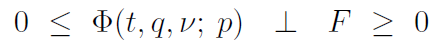 0 ≤ Φ(t, q, ν; p) ⊥ F ≥ 0